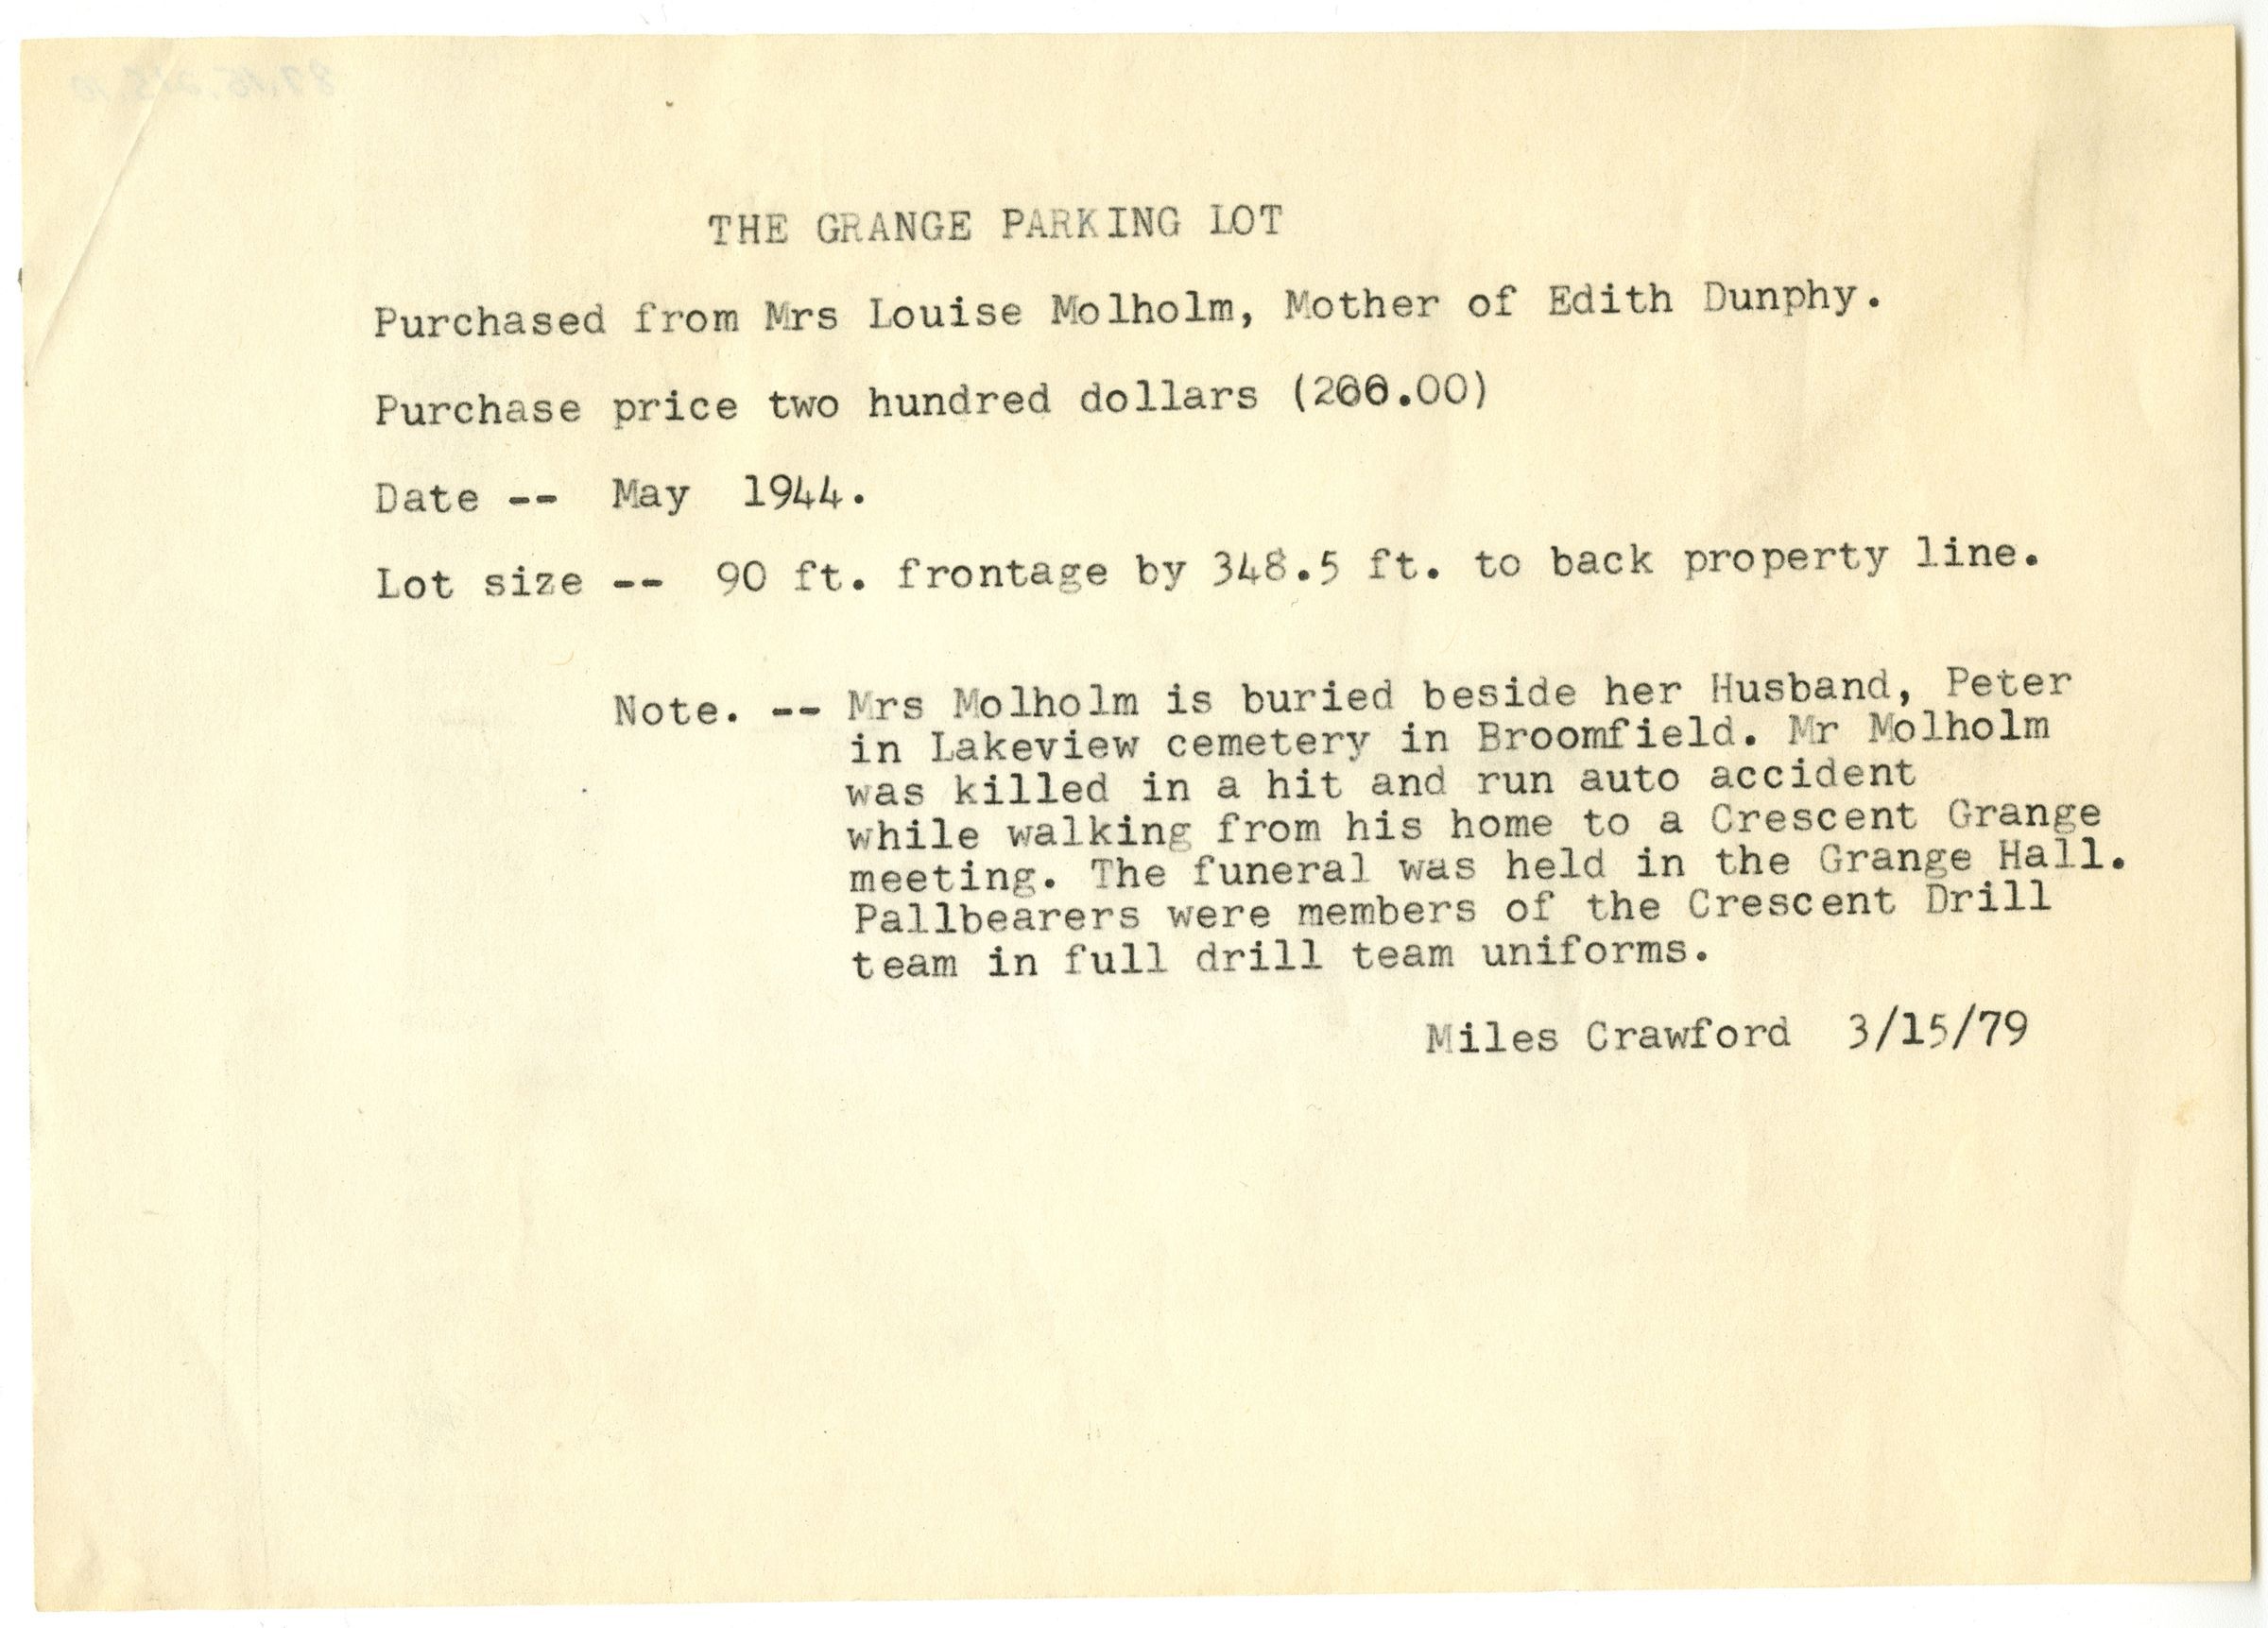 THE GRANGE PARKING LOT
Purchased from Mrs Louise Molholm, Mother of Edith Dunphy.
Purchase price two hundred dollars (200.00)
Date -- May 1944.
Lot size -- 90 ft. frontage by 348.5 ft. to back property line.
Note. -- Mrs Molholm is buried beside her Husband, Peter
in Lakeview cemetery in Broomfield. Mr Molholm
was killed in a hit and run auto accident
while walking from his home to a Crescent Grange
meeting. The funeral was held in the Grange Hall.
Pallbearers were members of the Crescent Drill
team in full drill team uniforms.
Miles Crawford 3/15/79